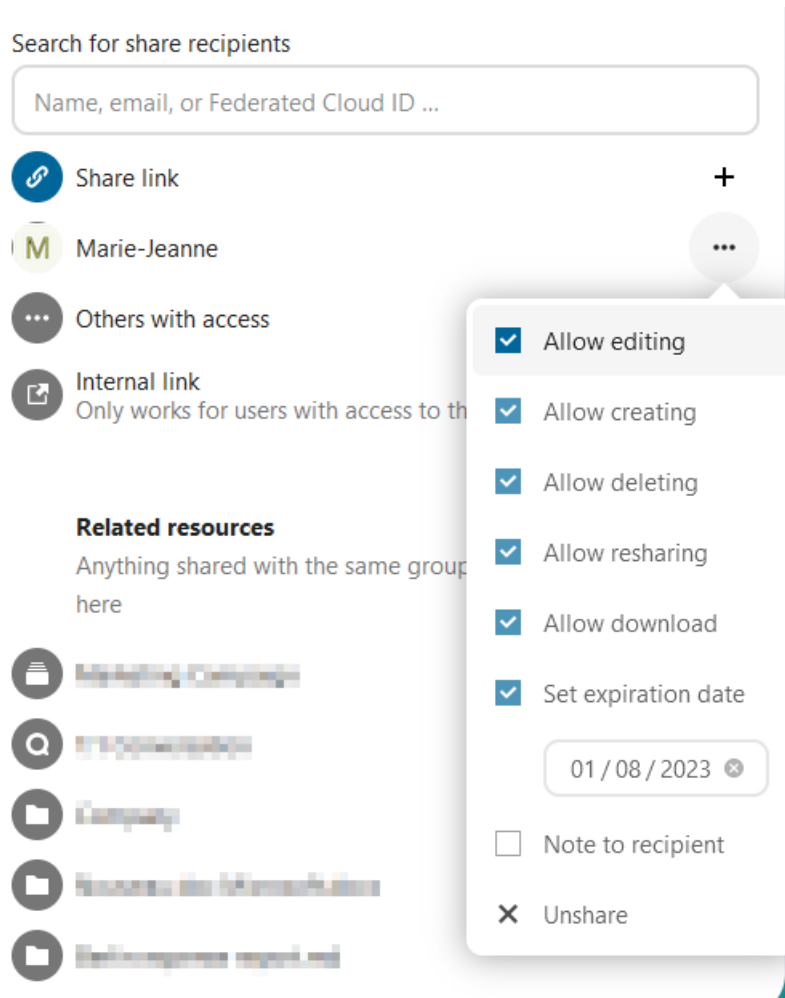 Search for share recipients
Name, email, or Federated Cloud ID ...
Share link
M Marie-Jeanne
Others with access
Internal link
Only works for users with access to th
Related resources
Anything shared with the same group
here
Allow editing
Allow creating
Allow deleting
Allow resharing
Allow download
Set expiration date
01 / 08 / 2023
Note to recipient
Unshare